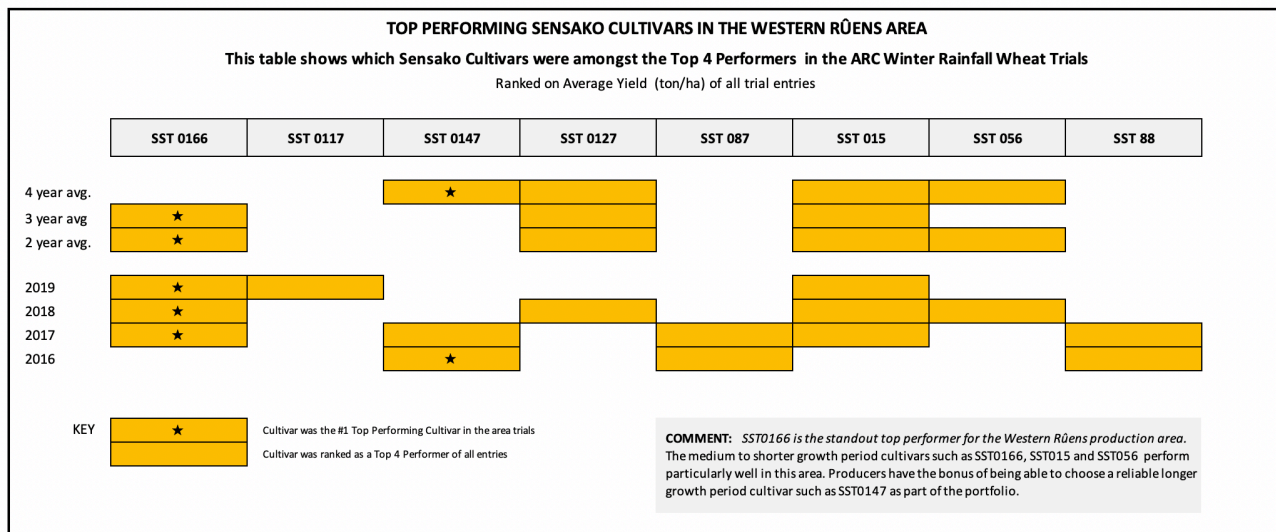 TOP PERFORMING SENSAKO CULTIVARS IN THE WESTERN RÛENS AREA
This table shows which Sensako Cultivars were amongst the Top 4 Performers in the ARC Winter Rainfall Wheat Trials
Ranked on Average Yield (ton/ha) of all trial entries
SST 0166 SST 0117 SST 0147 SST 0127 SST 087 SST 015 SST 056 SST 88
4 year avg. ★
3 year avg ★
2 year avg. ★
2019 ★
2018 ★
2017 ★
2016 ★
KEY ★ Cultivar was the #1 Top Performing Cultivar in the area trials
Cultivar was ranked as a Top 4 Performer of all entries
COMMENT: SST0166 is the standout top performer for the Western Rûens production area.
The medium to shorter growth period cultivars such as SST0166, SST015 and SST056 perform
particularly well in this area. Producers have the bonus of being able to choose a reliable longer
growth period cultivar such as SST0147 as part of the portfolio.